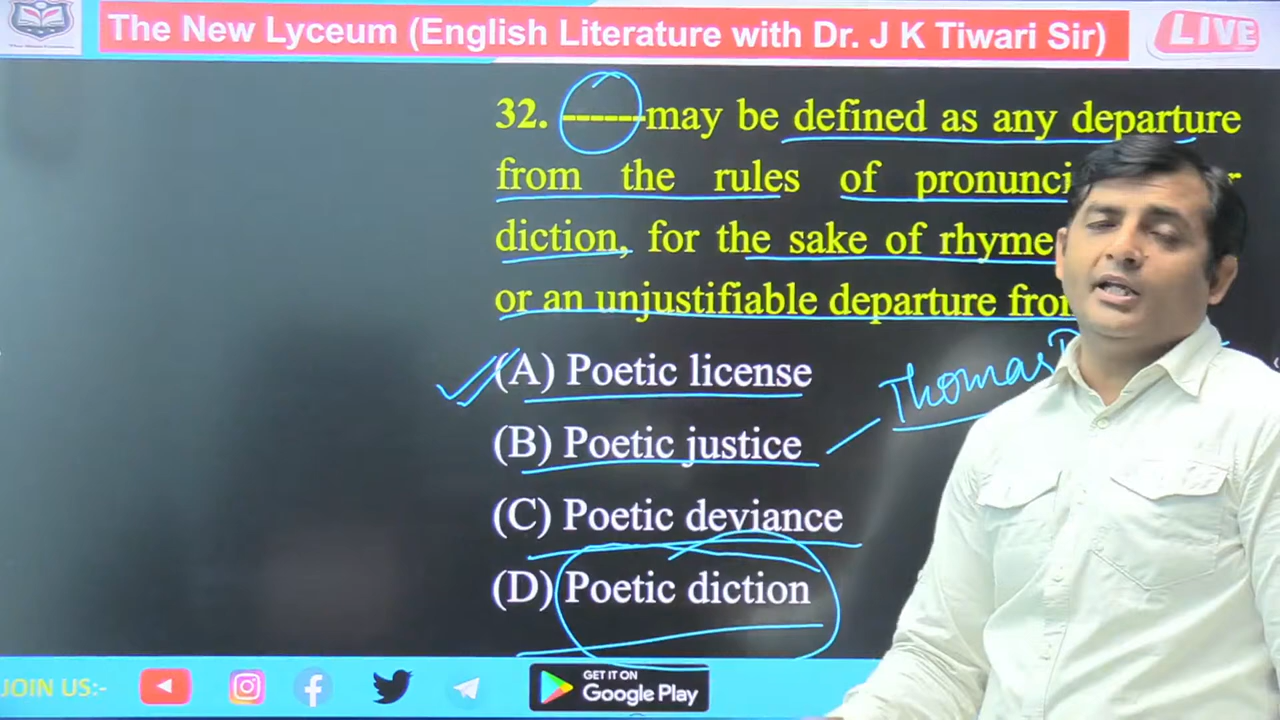 The New Lyceum (English Literature with Dr. J K Tiwari Sir)
LIVE
32. ------may be defined as any departure
from the rules of
diction, for the sake of rhyme
or an unjustifiable departure
(A) Poetic license
Thomas
(B) Poetic justice
(C) Poetic deviance
(D) Poetic diction
JOIN US:-
GET IT ON
Google Play